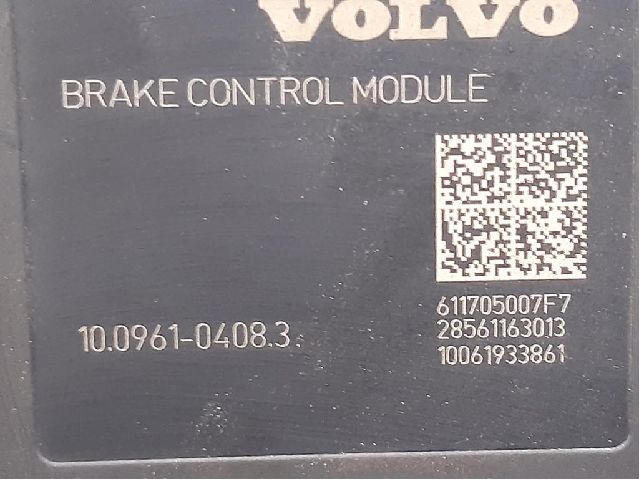 VOLVO
BRAKE CONTROL MODULE
611705007F7
28561163013
10061933861
10.0961-0408.3